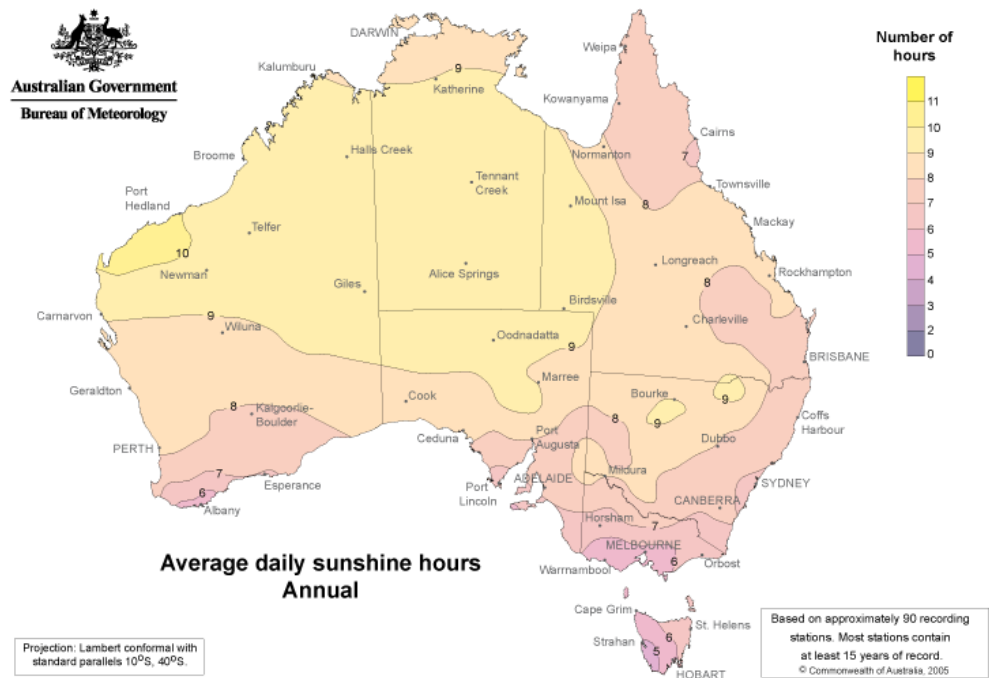 Australian Government
Bureau of Meteorology
Number of
hours
11
10
9
8
7
6
5
4
3
2
0
DARWIN
Weipa
Kalumburu
9
Katherine
Kowanyama
Cairns
7
Broome
Halls Creek
Normanton
Tennant
Creek
Townsville
Port
Hedland
Mount Isa
8
Mackay
Telfer
10
Newman
Alice Springs
Longreach
Rockhampton
Giles
8
Birdsville
Carnarvon
9
Wiluna
Oodnadatta
9
Charleville
BRISBANE
Marree
Geraldton
Cook
Bourke
9
8
Kalgoorlie-
Boulder
8
9
Coffs
Harbour
PERTH
Ceduna
Port
Augusta
Dubbo
7
Esperance
Port
Lincoln
ADELAIDE
Mildura
SYDNEY
6
Albany
CANBERRA
Horsham
7
MELBOURNE
6
Orbost
Warrnambool
Average daily sunshine hours
Annual
Cape Grim
St. Helens
6
Strahan
5
HOBART
Projection: Lambert conformal with
standard parallels 10⁰S, 40⁰S.
Based on approximately 90 recording
stations. Most stations contain
at least 15 years of record.
© Commonwealth of Australia, 2005